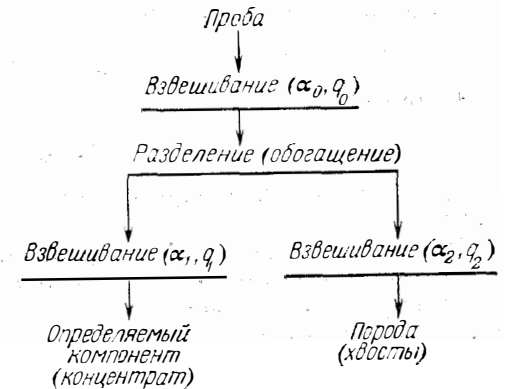 Проба
Взвешивание (α₀, q₀)
Разделение (обогащение)
Взвешивание (α₁, q₁)
Взвешивание (α₂, q₂)
Определяемый
компонент
(концентрат)
Порода
(хвосты)